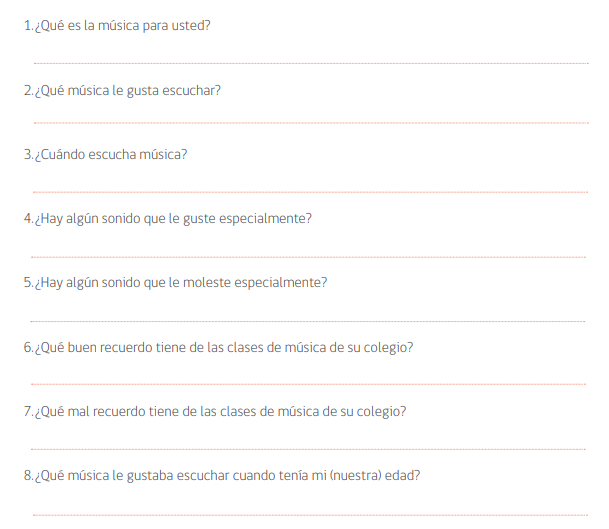 1.¿Qué es la música para usted?
2.¿Qué música le gusta escuchar?
3.¿Cuándo escucha música?
4.¿Hay algún sonido que le guste especialmente?
5.¿Hay algún sonido que le moleste especialmente?
6.¿Qué buen recuerdo tiene de las clases de música de su colegio?
7.¿Qué mal recuerdo tiene de las clases de música de su colegio?
8.¿Qué música le gustaba escuchar cuando tenía mi (nuestra) edad?